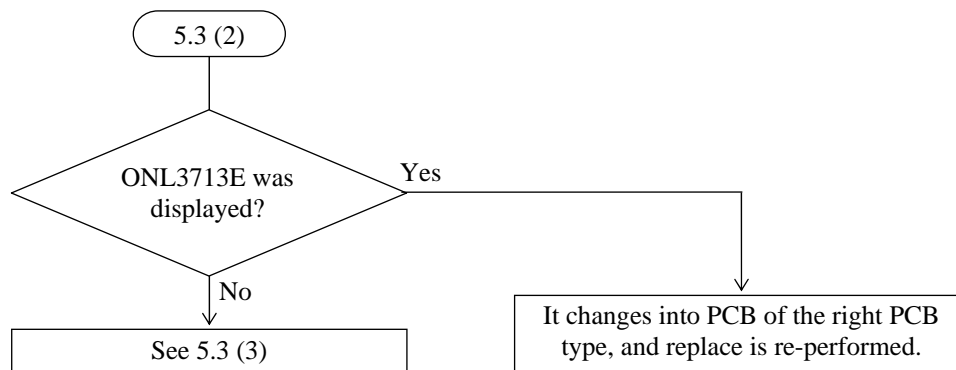 5.3 (2)
ONL3713E was
displayed?
Yes
No
See 5.3 (3)
It changes into PCB of the right PCB
type, and replace is re-performed.